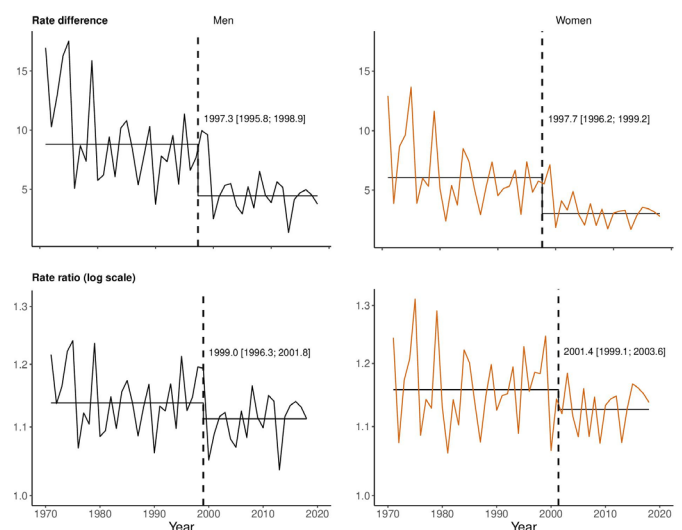 Rate difference
Men
Women
15
10
5
1997.3 [1995.8; 1998.9]
15
10
5
1997.7 [1996.2; 1999.2]
Rate ratio (log scale)
1.3
1.2
1.1
1.0
1999.0 [1996.3; 2001.8]
1970 1980 1990 2000 2010 2020
Year
1.3
1.2
1.1
1.0
2001.4 [1999.1; 2003.6]
1970 1980 1990 2000 2010 2020
Year